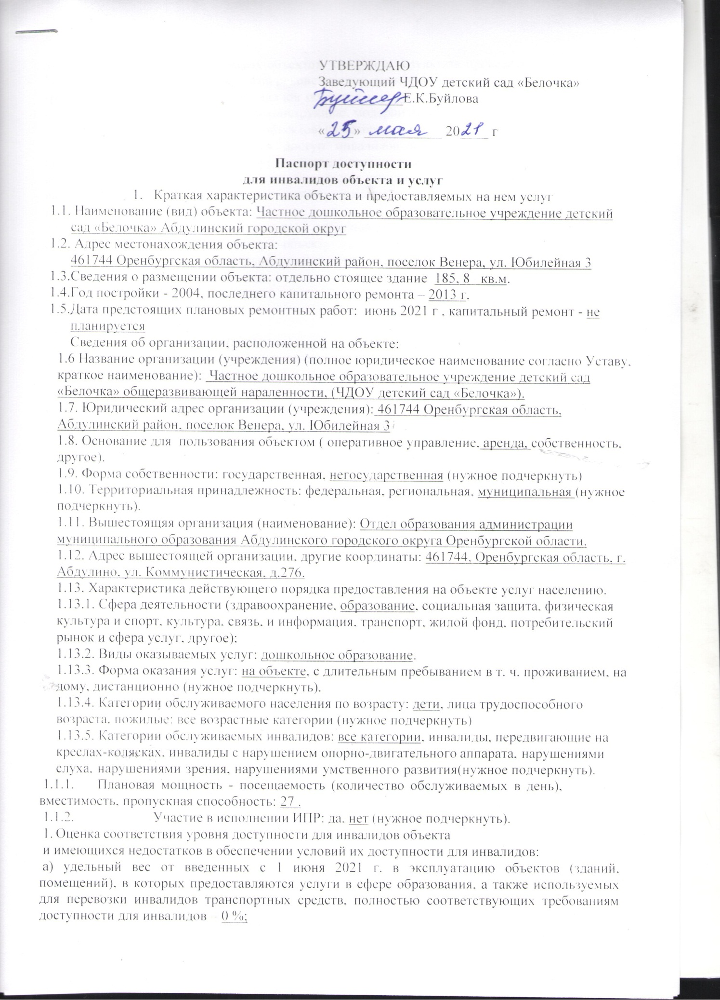 УТВЕРЖДАЮ
Заведующий ЧДОУ детский сад «Белочка»
Е.К.Буйлова
«25» мая 2021 г
Паспорт доступности
для инвалидов объекта и услуг
1. Краткая характеристика объекта и предоставляемых на нем услуг
1.1. Наименование (вид) объекта: Частное дошкольное образовательное учреждение детский
сад «Белочка» Абдулинский городской округ
1.2. Адрес местонахождения объекта:
461744 Оренбургская область, Абдулинский район, поселок Венера, ул. Юбилейная 3
1.3.Сведения о размещении объекта: отдельно стоящее здание 185, 8 кв.м.
1.4.Год постройки - 2004, последнего капитального ремонта – 2013 г.
1.5.Дата предстоящих плановых ремонтных работ: июнь 2021 г , капитальный ремонт - не
планируется
Сведения об организации, расположенной на объекте:
1.6 Название организации (учреждения) (полное юридическое наименование согласно Уставу,
краткое наименование): Частное дошкольное образовательное учреждение детский сад
«Белочка» общеразвивающей нараленности, (ЧДОУ детский сад «Белочка»).
1.7. Юридический адрес организации (учреждения): 461744 Оренбургская область,
Абдулинский район, поселок Венера, ул. Юбилейная 3
1.8. Основание для пользования объектом ( оперативное управление, аренда, собственность,
другое).
1.9. Форма собственности: государственная, негосударственная (нужное подчеркнуть)
1.10. Территориальная принадлежность: федеральная, региональная, муниципальная (нужное
подчеркнуть).
1.11. Вышестоящяя организация (наименование): Отдел образования администрации
муниципального образования Абдулинского городского округа Оренбургской области.
1.12. Адрес вышестоящей организации, другие координаты: 461744, Оренбургская область, г.
Абдулино, ул. Коммунистическая, д.276.
1.13. Характеристика действующего порядка предоставления на объекте услуг населению.
1.13.1. Сфера деятельности (здравоохранение, образование, социальная защита, физическая
культура и спорт, культура, связь, и информация, транспорт, жилой фонд, потребительский
рынок и сфера услуг, другое);
1.13.2. Виды оказываемых услуг: дошкольное образование.
1.13.3. Форма оказания услуг: на объекте, с длительным пребыванием в т. ч. проживанием, на
дому, дистанционно (нужное подчеркнуть).
1.13.4. Категории обслуживаемого населения по возрасту: дети, лица трудоспособного
возраста, пожилые: все возрастные категории (нужное подчеркнуть)
1.13.5. Категории обслуживаемых инвалидов: все категории, инвалиды, передвигающие на
креслах-колясках, инвалиды с нарушением опорно-двигательного аппарата, нарушениями
слуха, нарушениями зрения, нарушениями умственного развития(нужное подчеркнуть).
1.1.1. Плановая мощность - посещаемость (количество обслуживаемых в день),
вместимость, пропускная способность: 27 .
1.1.2. Участие в исполнении ИПР: да, нет (нужное подчеркнуть).
1. Оценка соответствия уровня доступности для инвалидов объекта
и имеющихся недостатков в обеспечении условий их доступности для инвалидов:
а) удельный вес от введенных с 1 июня 2021 г. в эксплуатацию объектов (зданий,
помещений), в которых предоставляются услуги в сфере образования, а также используемых
для перевозки инвалидов транспортных средств, полностью соответствующих требованиям
доступности для инвалидов – 0 %;